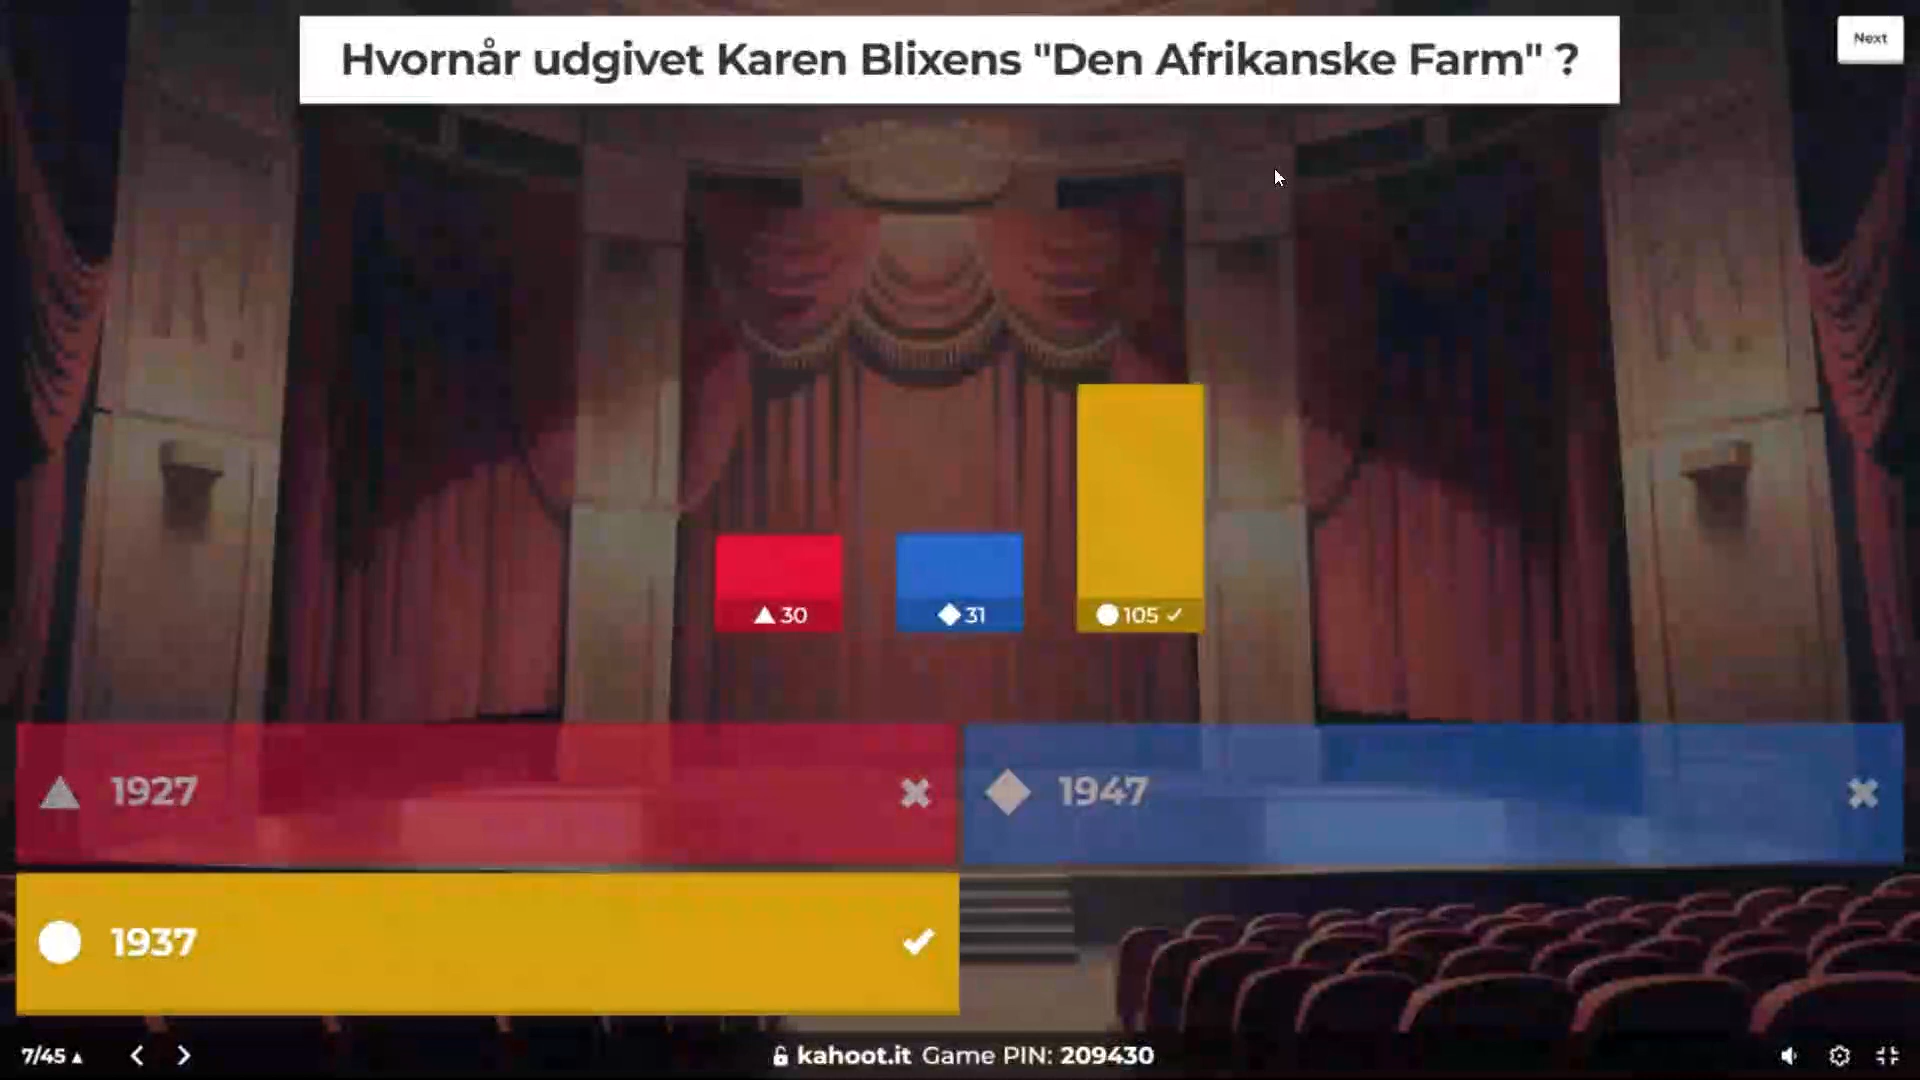 Hvornår udgivet Karen Blixens "Den Afrikanske Farm" ?
Next
30
31
105
1927
1947
1937
7/45
kahoot.it Game PIN: 209430